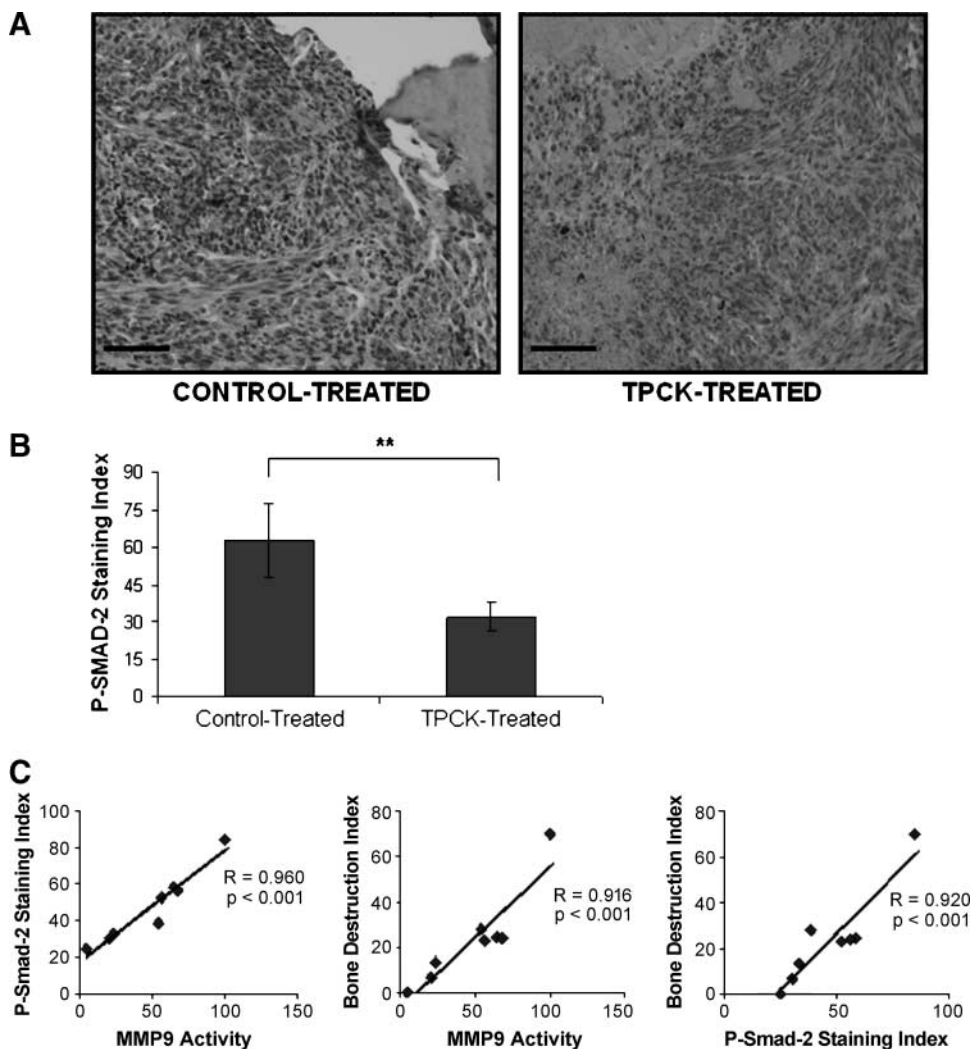 A
CONTROL-TREATED
TPCK-TREATED
B
**
P-SMAD-2 Staining Index
90
75
60
45
30
15
0
Control-Treated
TPCK-Treated
C
P-Smad-2 Staining Index
100
80
60
40
20
0
R = 0.960
p < 0.001
0
50
100
150
MMP9 Activity
Bone Destruction Index
80
60
40
20
0
R = 0.916
p < 0.001
0
50
100
150
MMP9 Activity
Bone Destruction Index
80
60
40
20
0
R = 0.920
p < 0.001
0
50
100
P-Smad-2 Staining Index